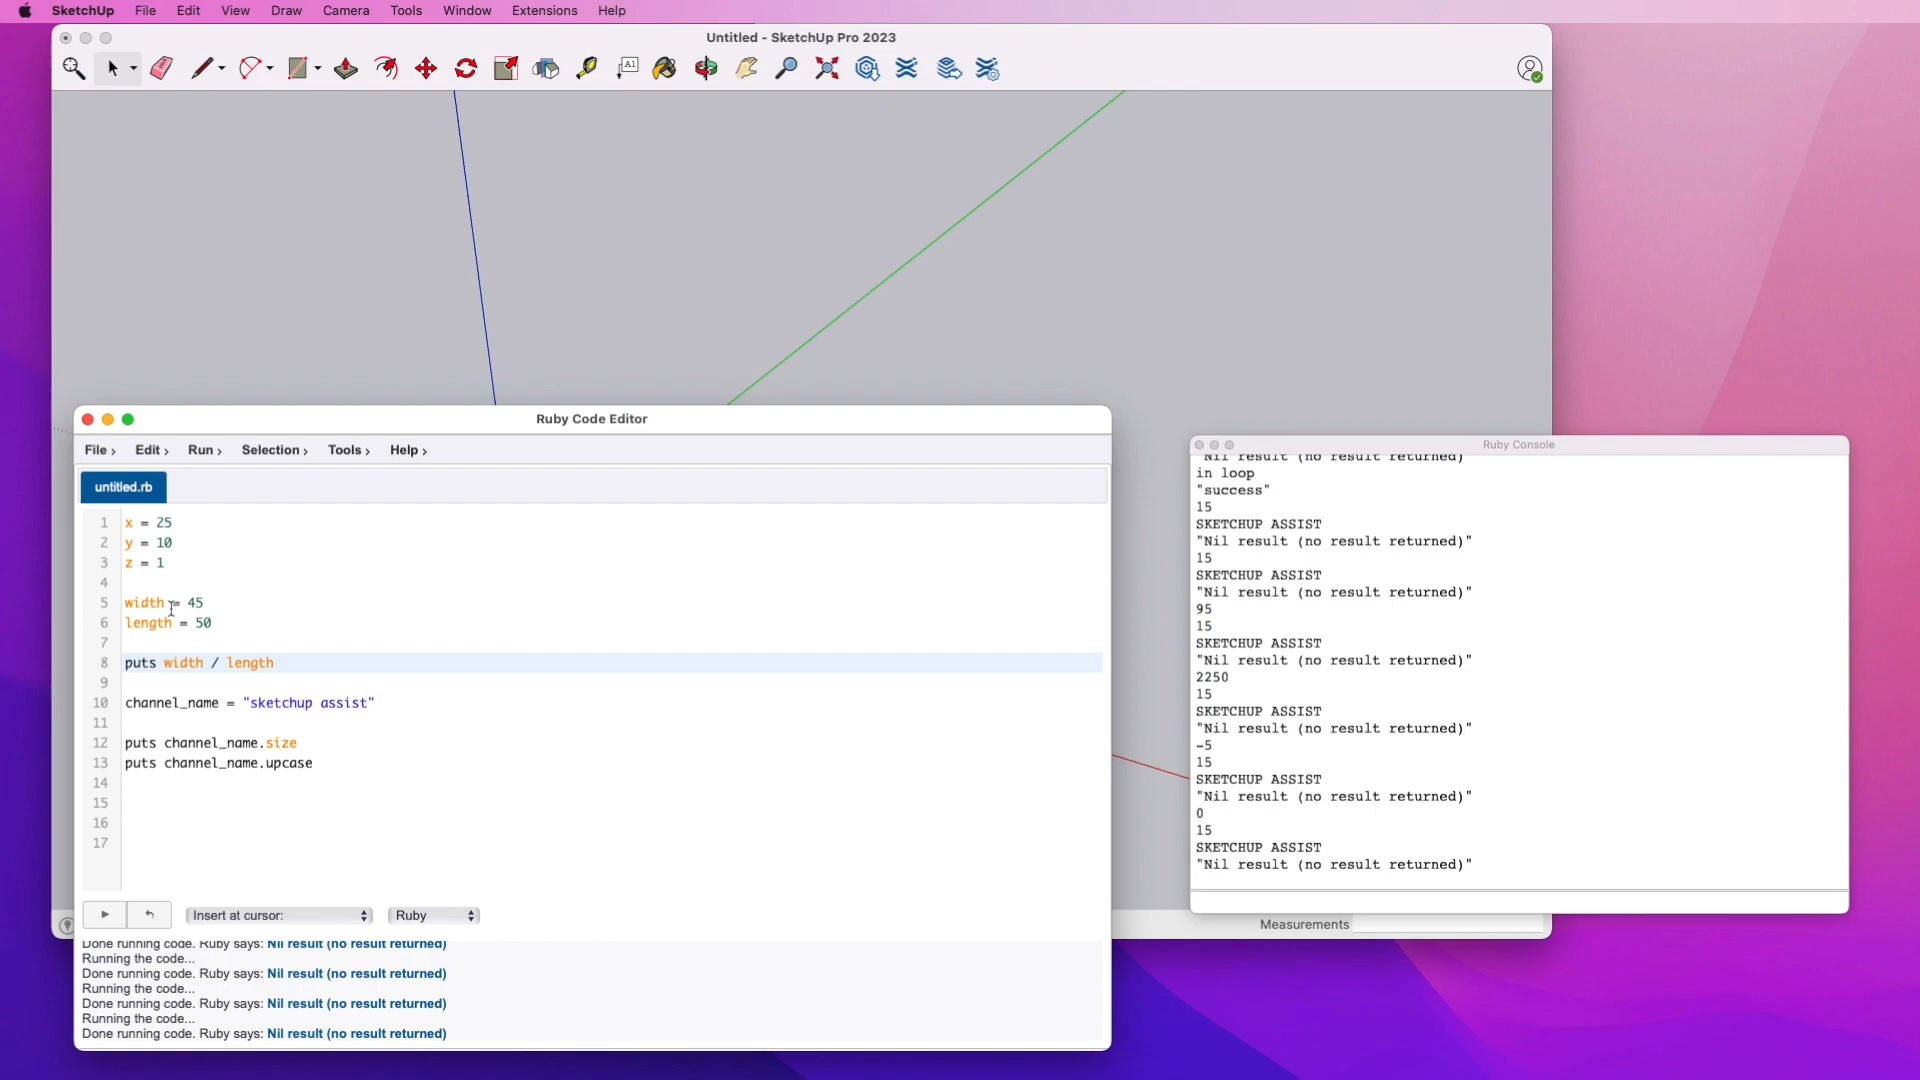 SketchUp File Edit View Draw Camera Tools Window Extensions Help
Untitled - SketchUp Pro 2023
A1
Ruby Code Editor
File › Edit › Run › Selection › Tools › Help ›
untitled.rb
1 x = 25
2 y = 10
3 z = 1
4
5 width = 45
6 length = 50
7
8 puts width / length
9
10 channel_name = "sketchup assist"
11
12 puts channel_name.size
13 puts channel_name.upcase
14
15
16
17
Insert at cursor: Ruby
Done running code. Ruby says: Nil result (no result returned)
Running the code...
Done running code. Ruby says: Nil result (no result returned)
Running the code...
Done running code. Ruby says: Nil result (no result returned)
Running the code...
Done running code. Ruby says: Nil result (no result returned)
Ruby Console
"Nil result (no result returned)"
in loop
"success"
15
SKETCHUP ASSIST
"Nil result (no result returned)"
15
SKETCHUP ASSIST
"Nil result (no result returned)"
95
15
SKETCHUP ASSIST
"Nil result (no result returned)"
2250
15
SKETCHUP ASSIST
"Nil result (no result returned)"
-5
15
SKETCHUP ASSIST
"Nil result (no result returned)"
0
15
SKETCHUP ASSIST
"Nil result (no result returned)"
Measurements